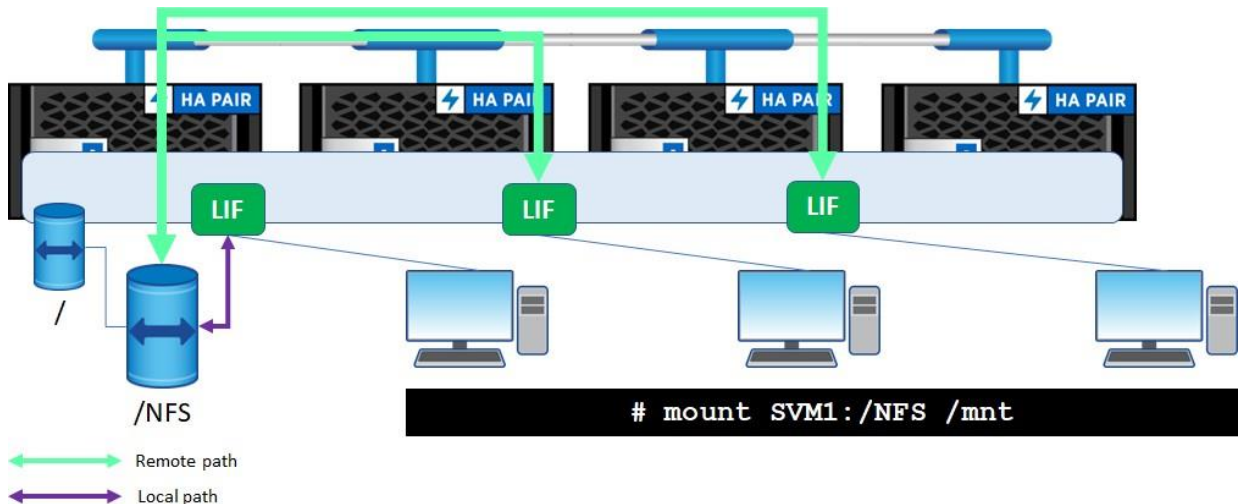 HA PAIR
HA PAIR
HA PAIR
HA PAIR
LIF
LIF
LIF
/
/NFS
# mount SVM1:/NFS /mnt
Remote path
Local path